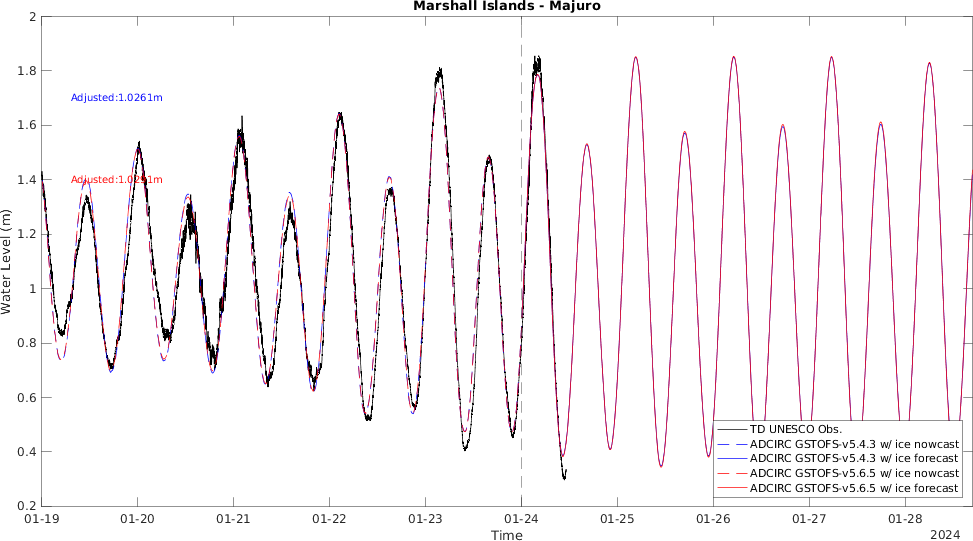 Marshall Islands - Majuro
2
1.8
1.6
1.4
1.2
1
0.8
0.6
0.4
0.2
Water Level (m)
Adjusted:1.0261m
TD UNESCO Obs.
ADCIRC GSTOFS-v5.4.3 w/ ice nowcast
ADCIRC GSTOFS-v5.4.3 w/ ice forecast
ADCIRC GSTOFS-v5.6.5 w/ ice nowcast
ADCIRC GSTOFS-v5.6.5 w/ ice forecast
01-19 01-20 01-21 01-22 01-23 01-24 01-25 01-26 01-27 01-28
Time
2024